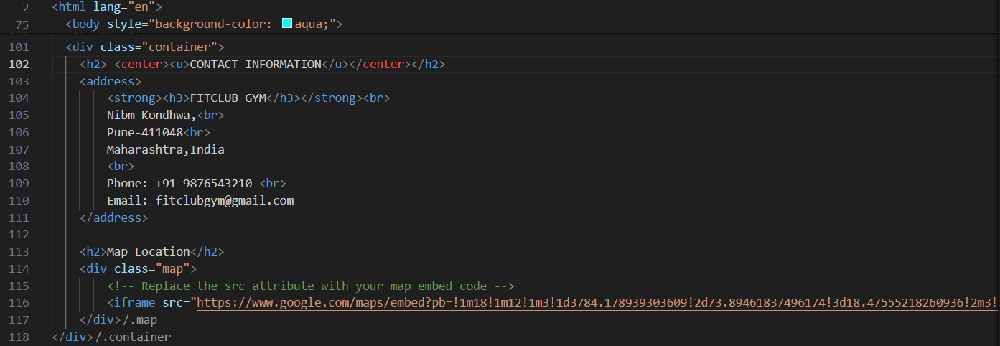 2 <html lang="en">
75 <body style="background-color: aqua;">
101 <div class="container">
102 <h2> <center><u>CONTACT INFORMATION</u></center></h2>
103 <address>
104 <strong><h3>FITCLUB GYM</h3></strong><br>
105 Nibm Kondhwa,<br>
106 Pune-411048<br>
107 Maharashtra,India
108 <br>
109 Phone: +91 9876543210 <br>
110 Email: fitclubgym@gmail.com
111 </address>
112
113 <h2>Map Location</h2>
114 <div class="map">
115 <!-- Replace the src attribute with your map embed code -->
116 <iframe src="https://www.google.com/maps/embed?pb=!1m18!1m12!1m3!1d3784.178939303609!2d73.89461837496174!3d18.47555218260936!2m3!
117 </div>/.map
118 </div>/.container